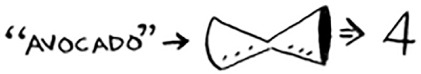 "AVOCADO" → ⇒ 4